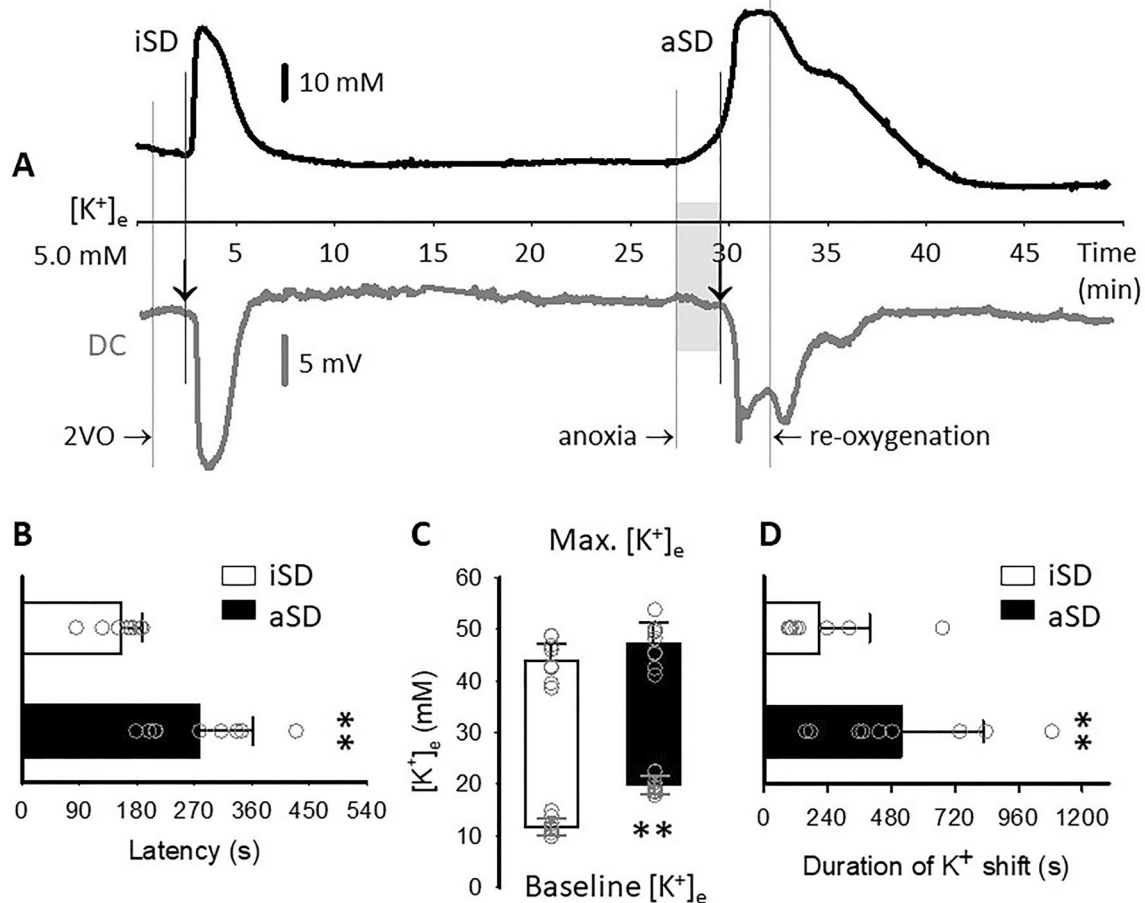 iSD
aSD
10 mM
A
[K+]e
5.0 mM
5 10 15 20 25 30 35 40 45 Time
(min)
DC
5 mV
2VO →
anoxia →
← re-oxygenation
B
iSD
aSD
**
0 90 180 270 360 450 540
Latency (s)
C
Max. [K+]e
60
50
40
30
20
10
0
[K+]e (mM)
**
Baseline [K+]e
D
iSD
aSD
**
0 240 480 720 960 1200
Duration of K+ shift (s)